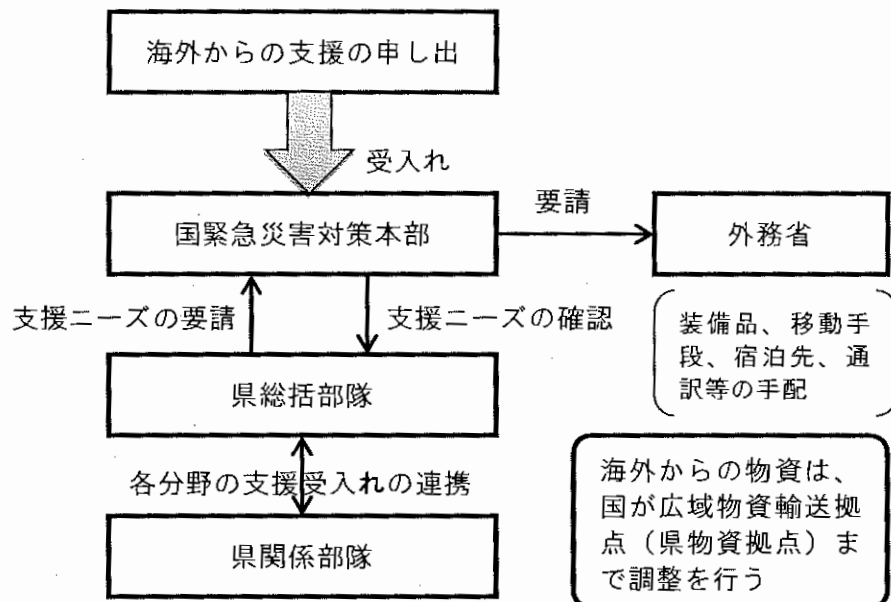 海外からの支援の申し出
受入れ
国緊急災害対策本部
要請
外務省
支援ニーズの要請
支援ニーズの確認
装備品、移動手
段、宿泊先、通
訳等の手配
県総括部隊
各分野の支援受入れの連携
県関係部隊
海外からの物資は、
国が広域物資輸送拠
点（県物資拠点）ま
で調整を行う